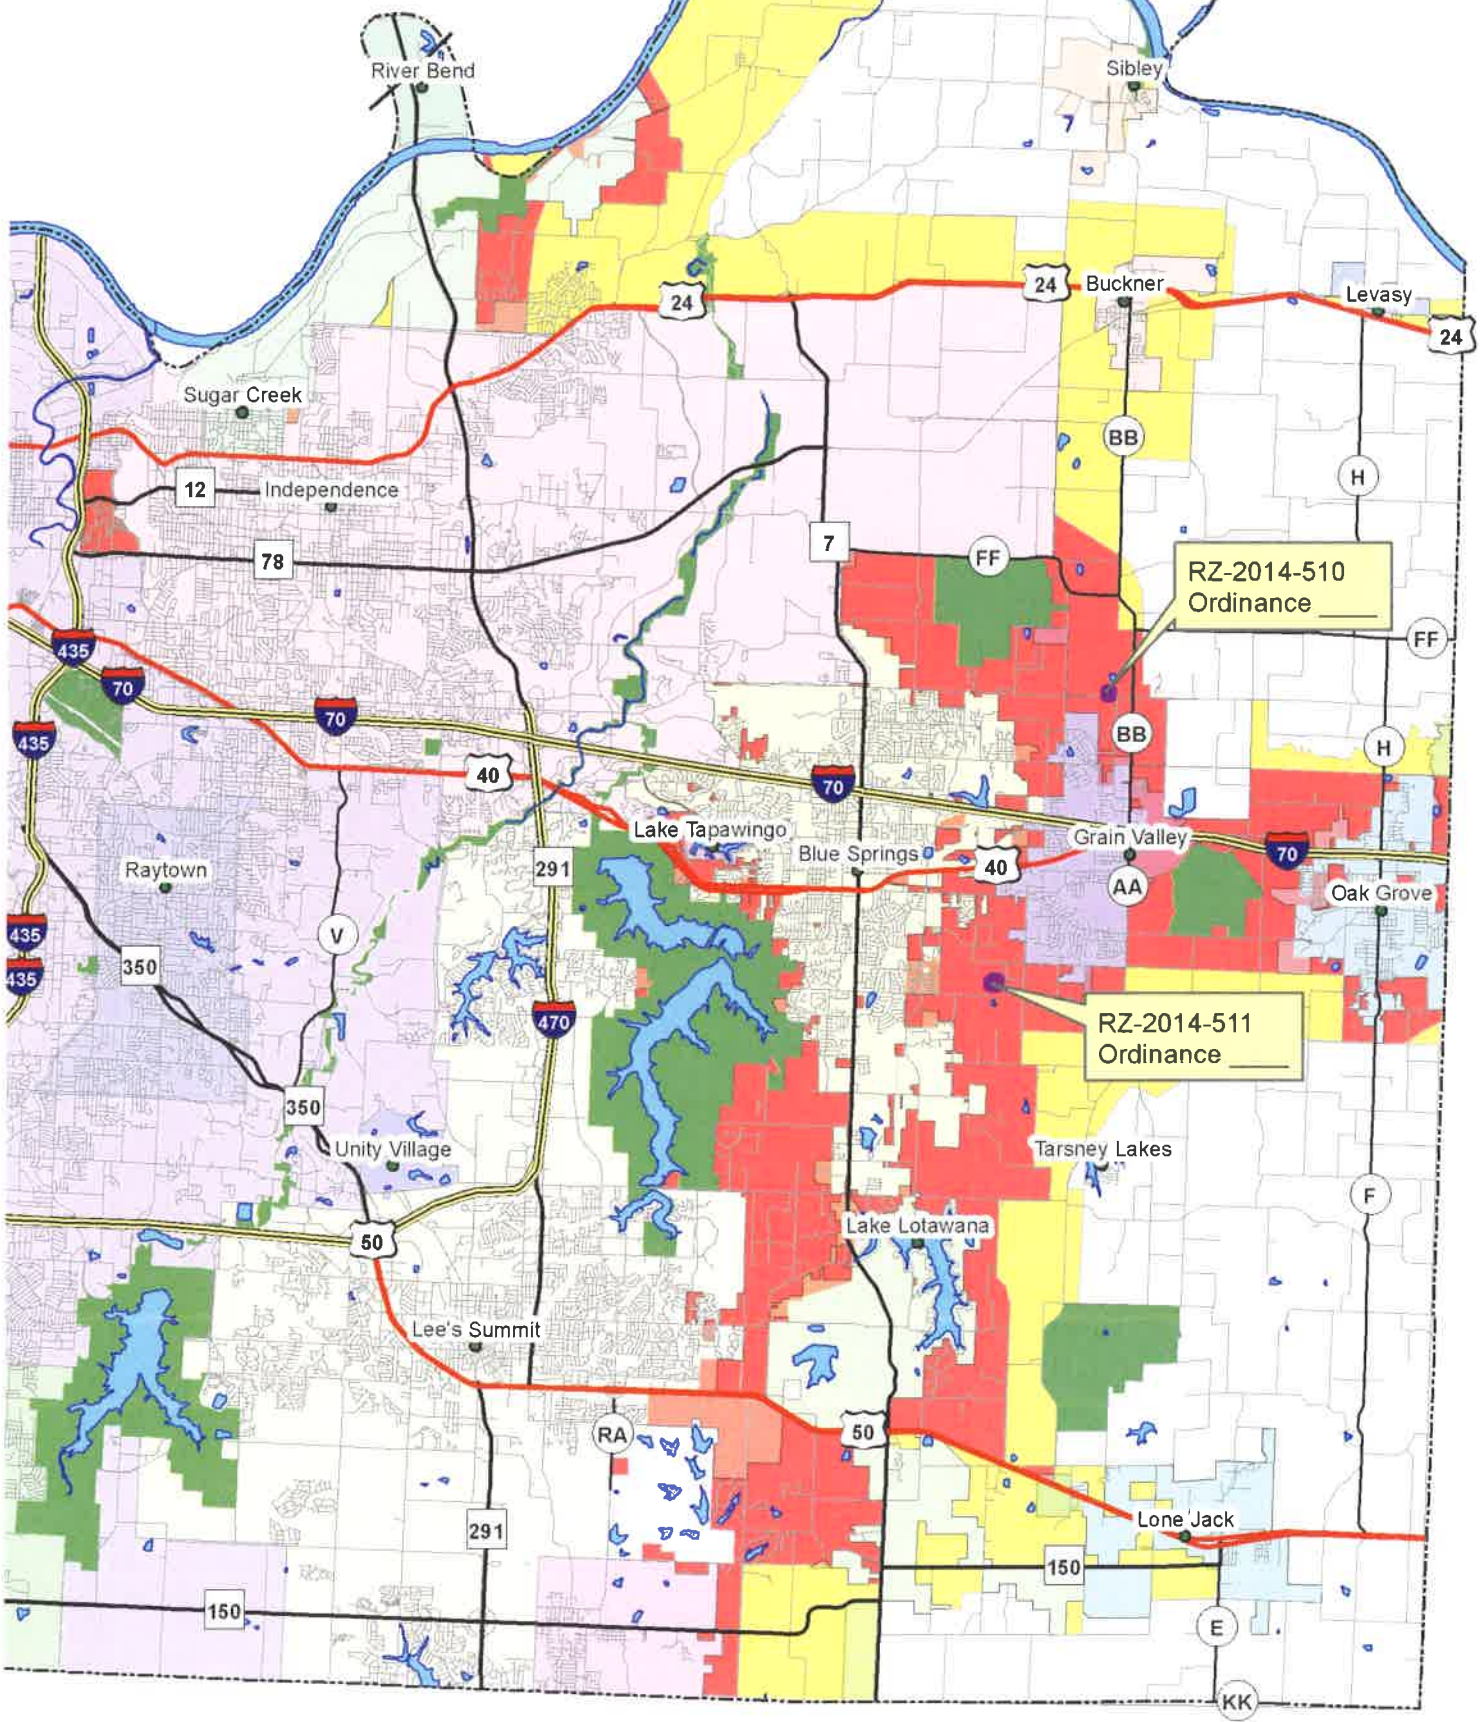 River Bend
Sibley
24
24
Buckner
Levasy
24
Sugar Creek
BB
H
12
Independence
78
7
FF
RZ-2014-510
Ordinance _____
FF
435
70
70
435
BB
H
40
70
Lake Tapawingo
Grain Valley
Blue Springs
70
291
40
Raytown
AA
Oak Grove
435
V
350
435
470
RZ-2014-511
Ordinance _____
350
Unity Village
Tarsney Lakes
F
50
Lake Lotawana
Lee's Summit
RA
50
291
Lone Jack
150
150
E
KK